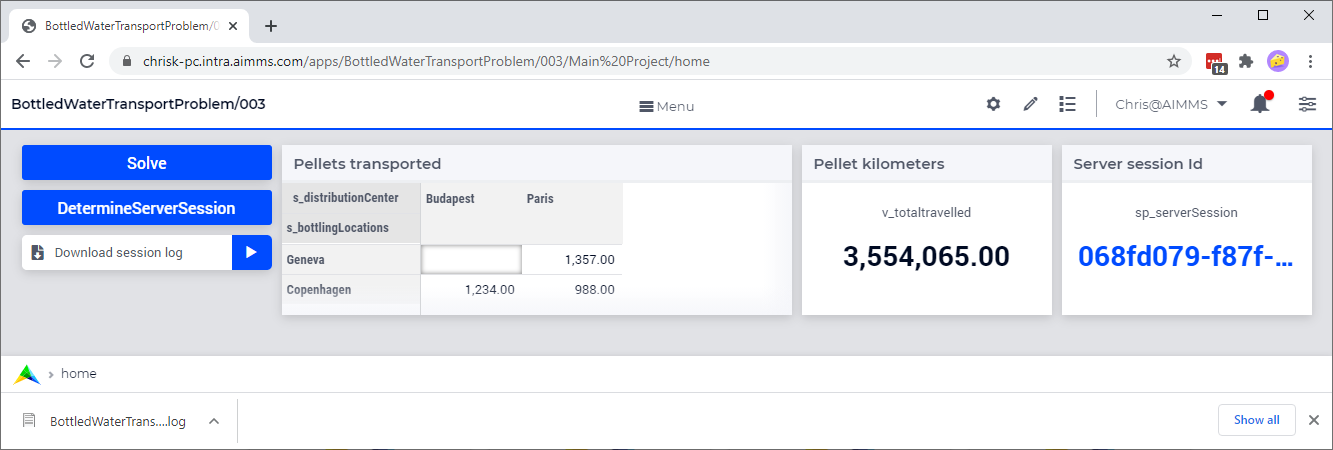 BottledWaterTransportProblem/0
chrisk-pc.intra.aimms.com/apps/BottledWaterTransportProblem/003/Main%20Project/home
14
BottledWaterTransportProblem/003
Menu
Chris@AIMMS
Solve
DetermineServerSession
Download session log
Pellets transported
s_distributionCenter Budapest Paris
s_bottlingLocations
Geneva 1,357.00
Copenhagen 1,234.00 988.00
Pellet kilometers
v_totaltravelled
3,554,065.00
Server session Id
sp_serverSession
068fd079-f87f-...
home
BottledWaterTrans....log
Show all